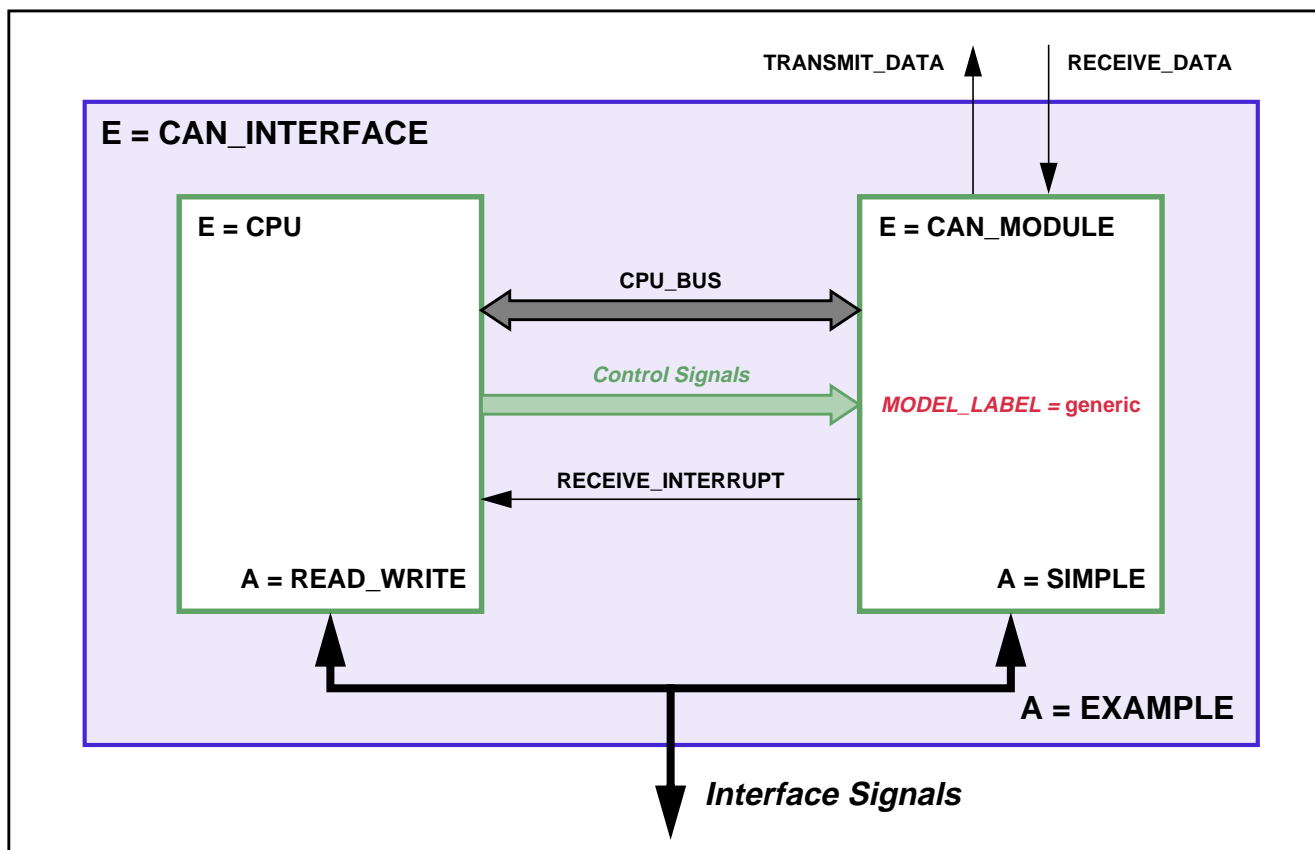 TRANSMIT_DATA
RECEIVE_DATA
E = CAN_INTERFACE
E = CPU
E = CAN_MODULE
CPU_BUS
Control Signals
MODEL_LABEL = generic
RECEIVE_INTERRUPT
A = READ_WRITE
A = SIMPLE
A = EXAMPLE
Interface Signals